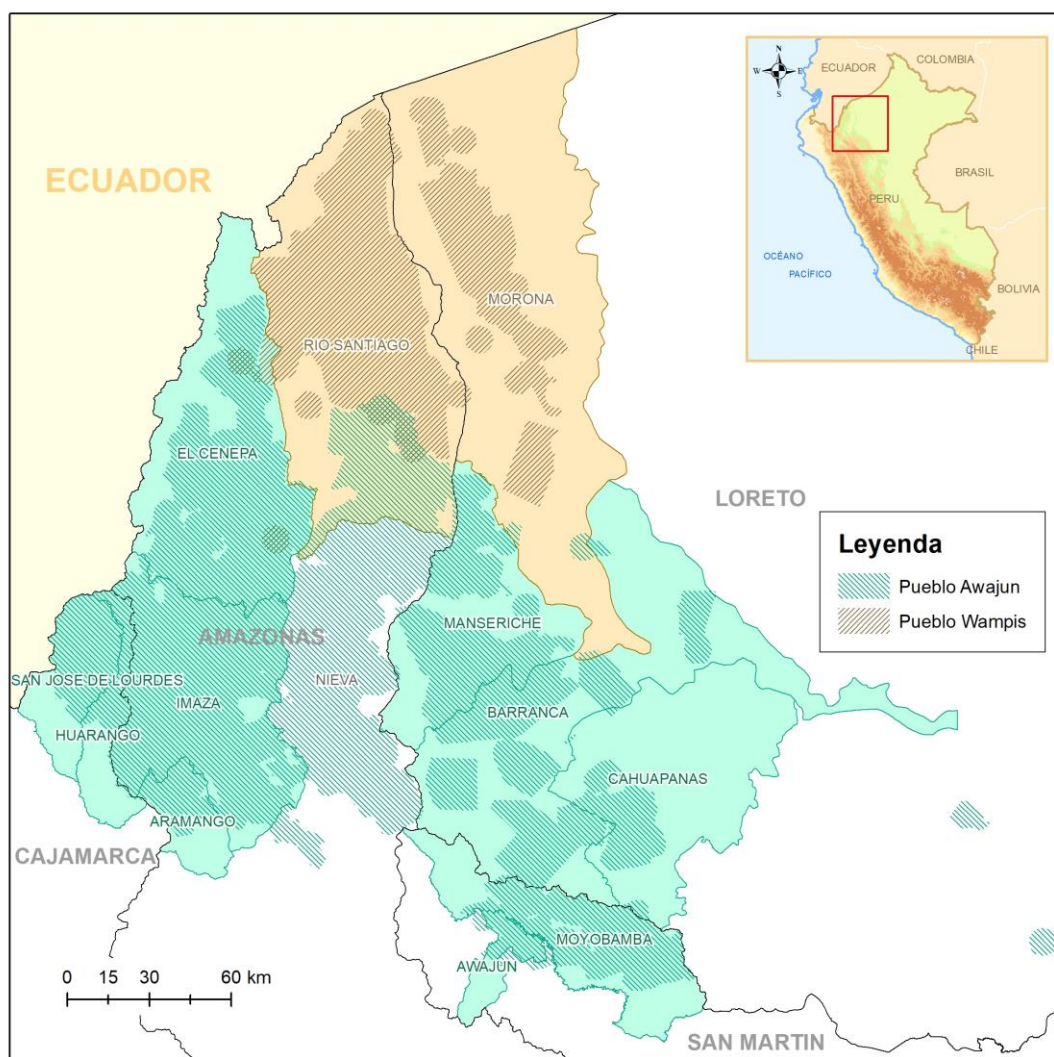 N
W
E
S
ECUADOR
COLOMBIA
BRASIL
PERU
OCÉANO
PACÍFICO
BOLIVIA
CHILE
ECUADOR
MORONA
RIO SANTIAGO
EL CENEPA
LORETO
Leyenda
Pueblo Awajun
Pueblo Wampis
MANSERICHE
AMAZONAS
SAN JOSE DE LOURDES
NIEVA
IMAZA
HUARANGO
BARRANCA
CAHUAPANAS
ARAMANGO
CAJAMARCA
MOYOBAMBA
AWAJUN
0 15 30 60 km
SAN MARTIN